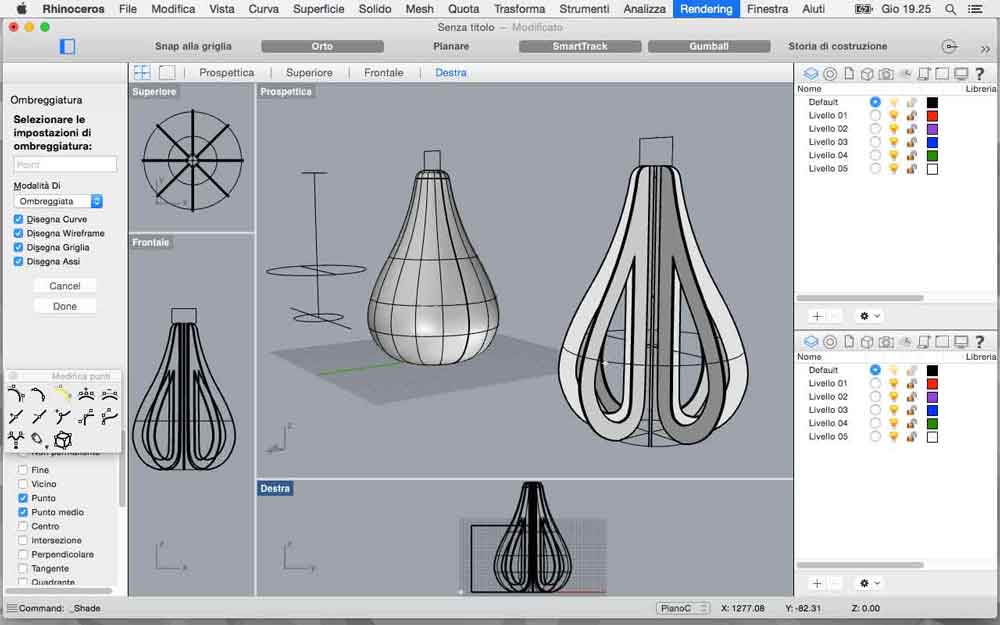 Rhinoceros File Modifica Vista Curva Superficie Solido Mesh Quota Trasforma Strumenti Analizza Rendering Finestra Aiuti Gio 19.25
Senza titolo — Modificato
Snap alla griglia Orto Planare SmartTrack Gumball Storia di costruzione
Prospettica Superiore Frontale Destra
Ombreggiatura
Selezionare le
impostazioni di
ombreggiatura:
Point
Modalità Di
Ombreggiata
Disegna Curve
Disegna Wireframe
Disegna Griglia
Disegna Assi
Cancel
Done
Modifica punti
Non permanente
Fine
Vicino
Punto
Punto medio
Centro
Intersezione
Perpendicolare
Tangente
Quadrante
Superiore
Frontale
Prospettica
Destra
Nome Libreria
Default
Livello 01
Livello 02
Livello 03
Livello 04
Livello 05
Nome Libreria
Default
Livello 01
Livello 02
Livello 03
Livello 04
Livello 05
Command: _Shade PianoC X: 1277.08 Y: -82.31 Z: 0.00